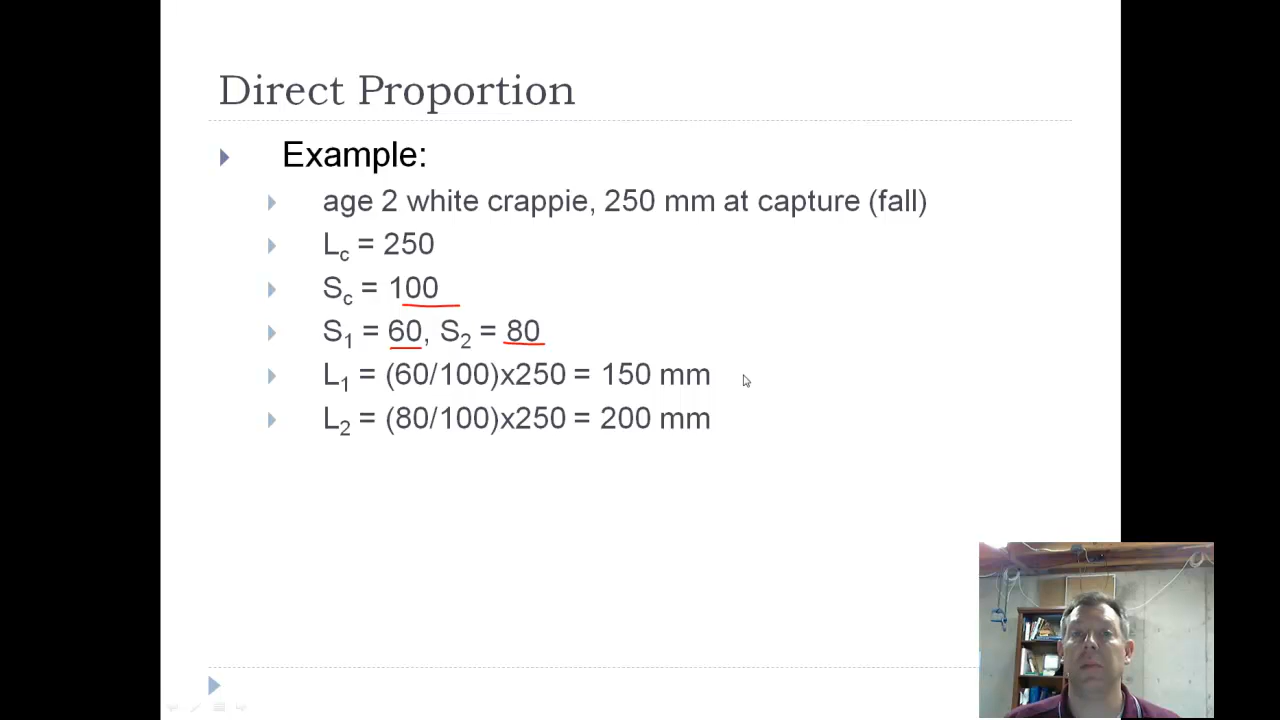 Direct Proportion
Example:
age 2 white crappie, 250 mm at capture (fall)
Lc = 250
Sc = 100
S1 = 60, S2 = 80
L1 = (60/100)x250 = 150 mm
L2 = (80/100)x250 = 200 mm